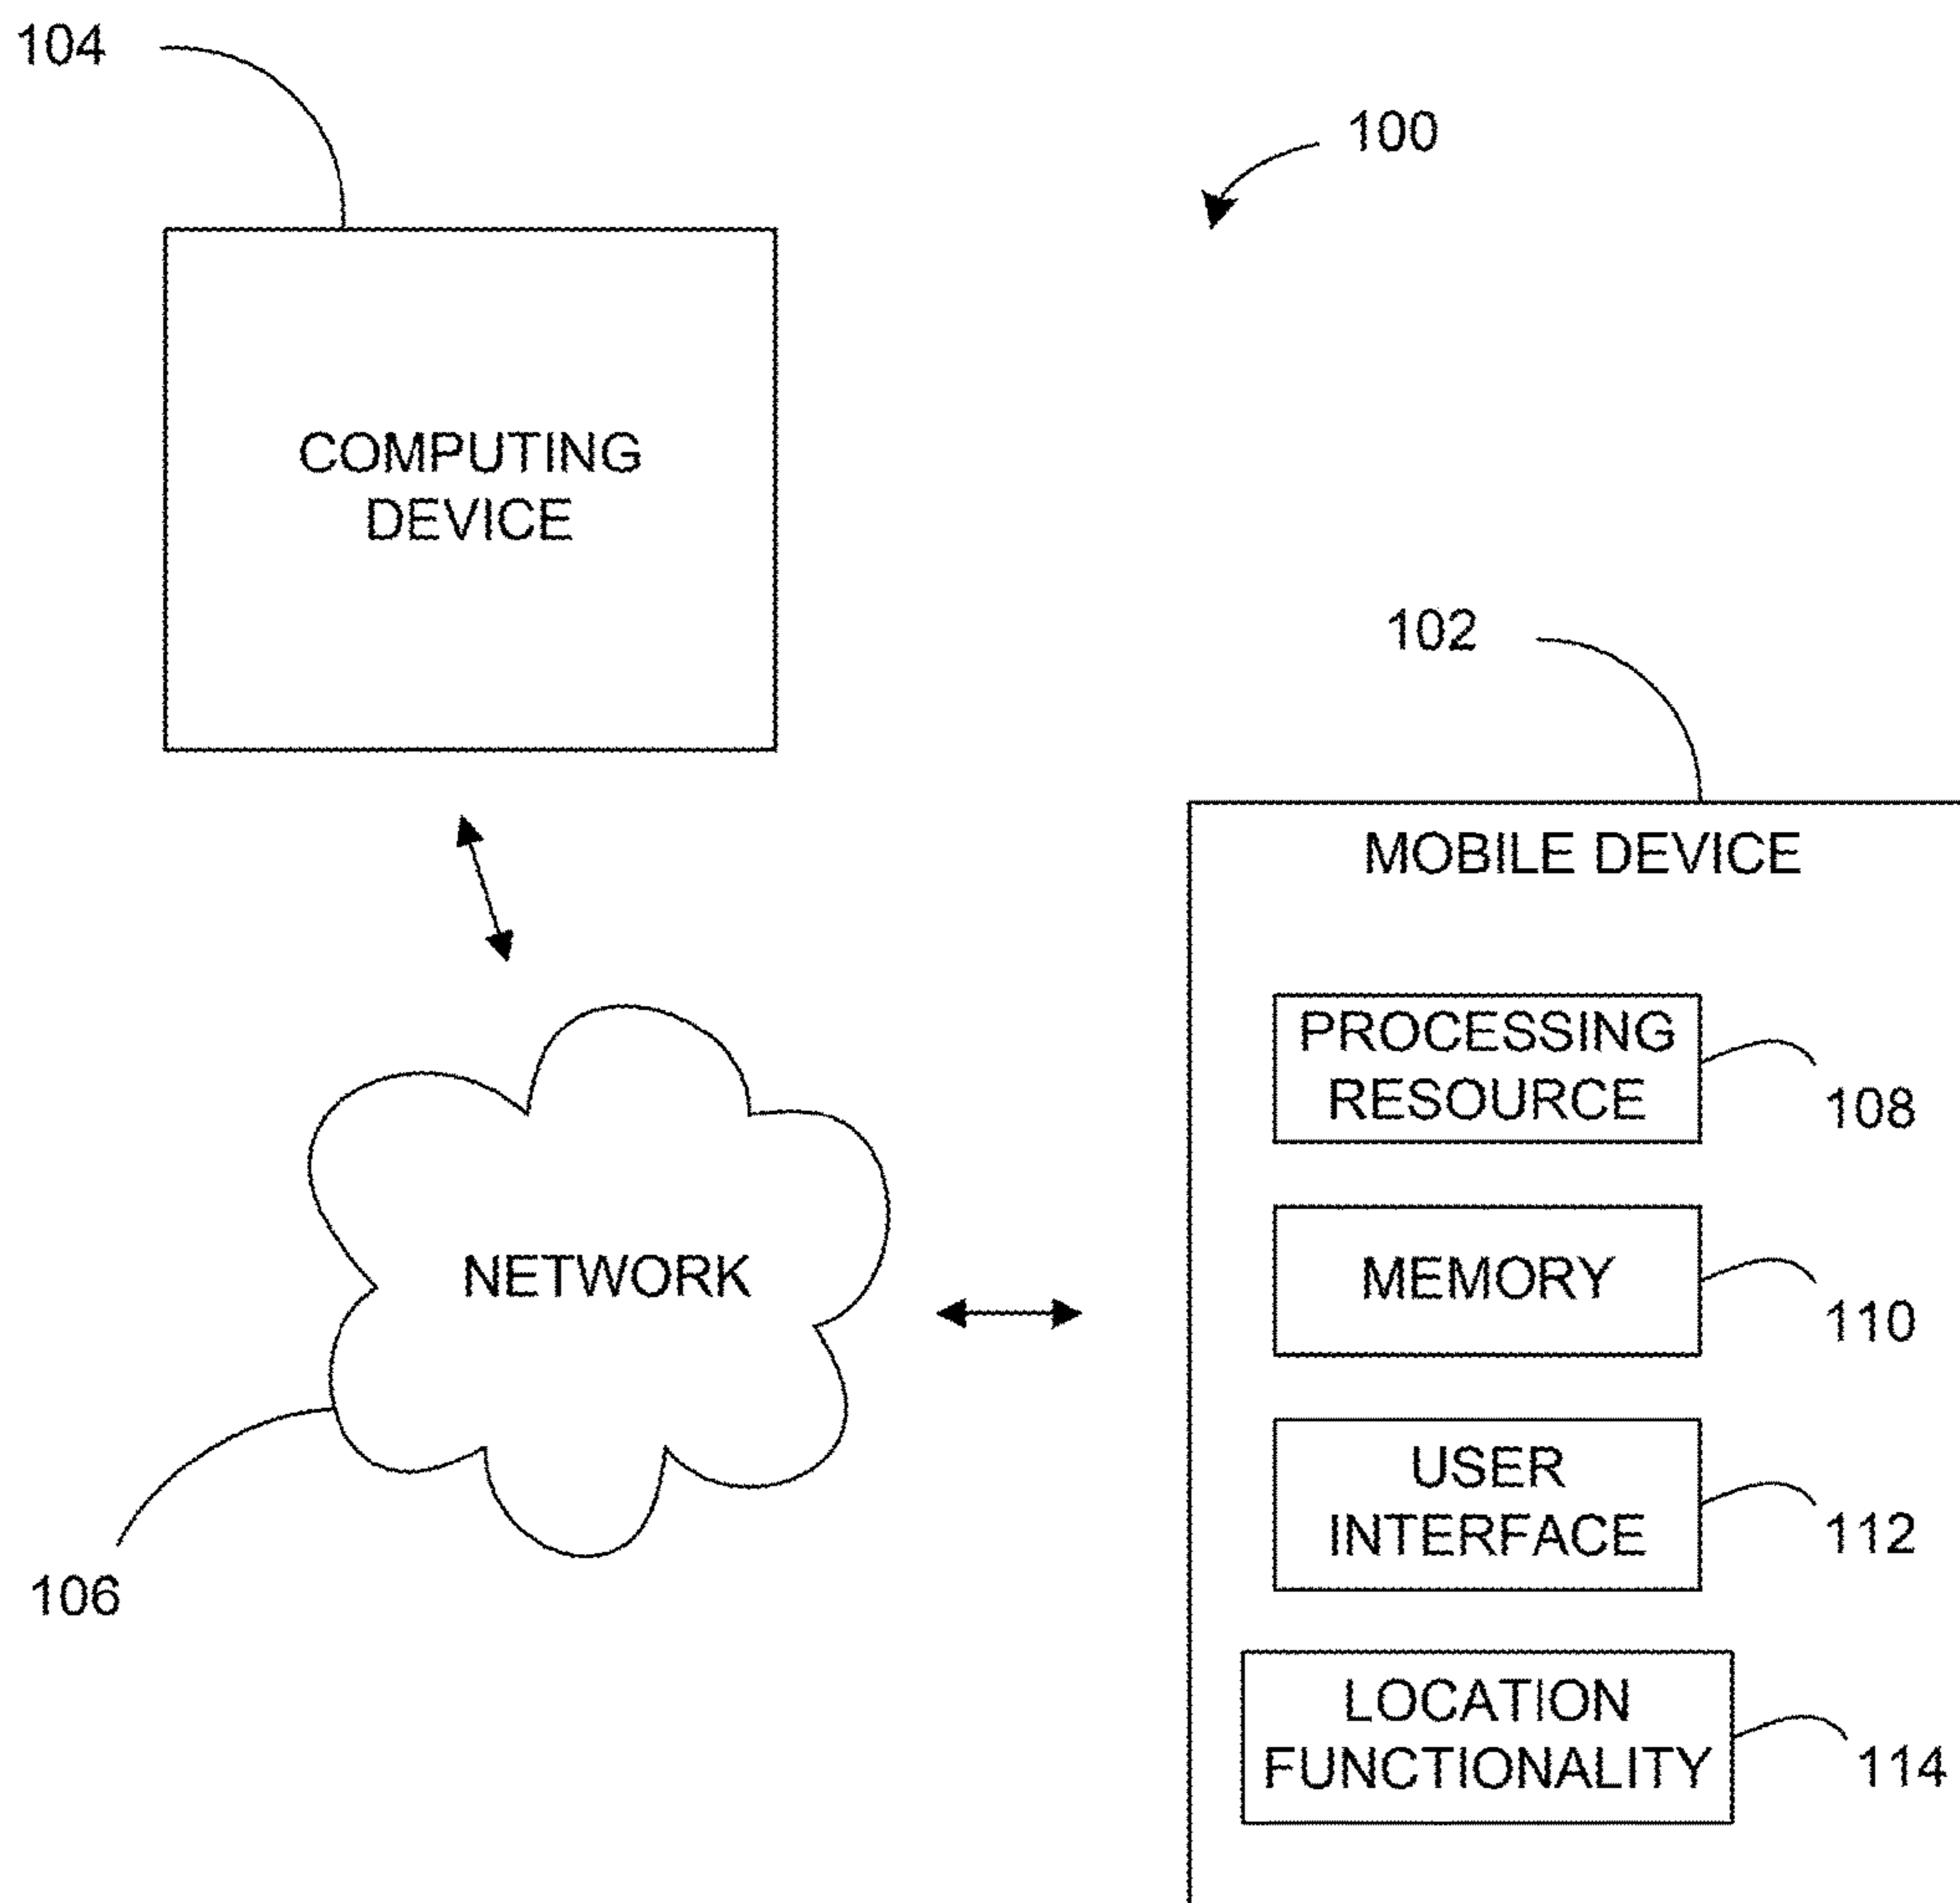 104
100
COMPUTING
DEVICE
102
MOBILE DEVICE
PROCESSING
RESOURCE
108
NETWORK
MEMORY
110
USER
INTERFACE
112
106
LOCATION
FUNCTIONALITY
114